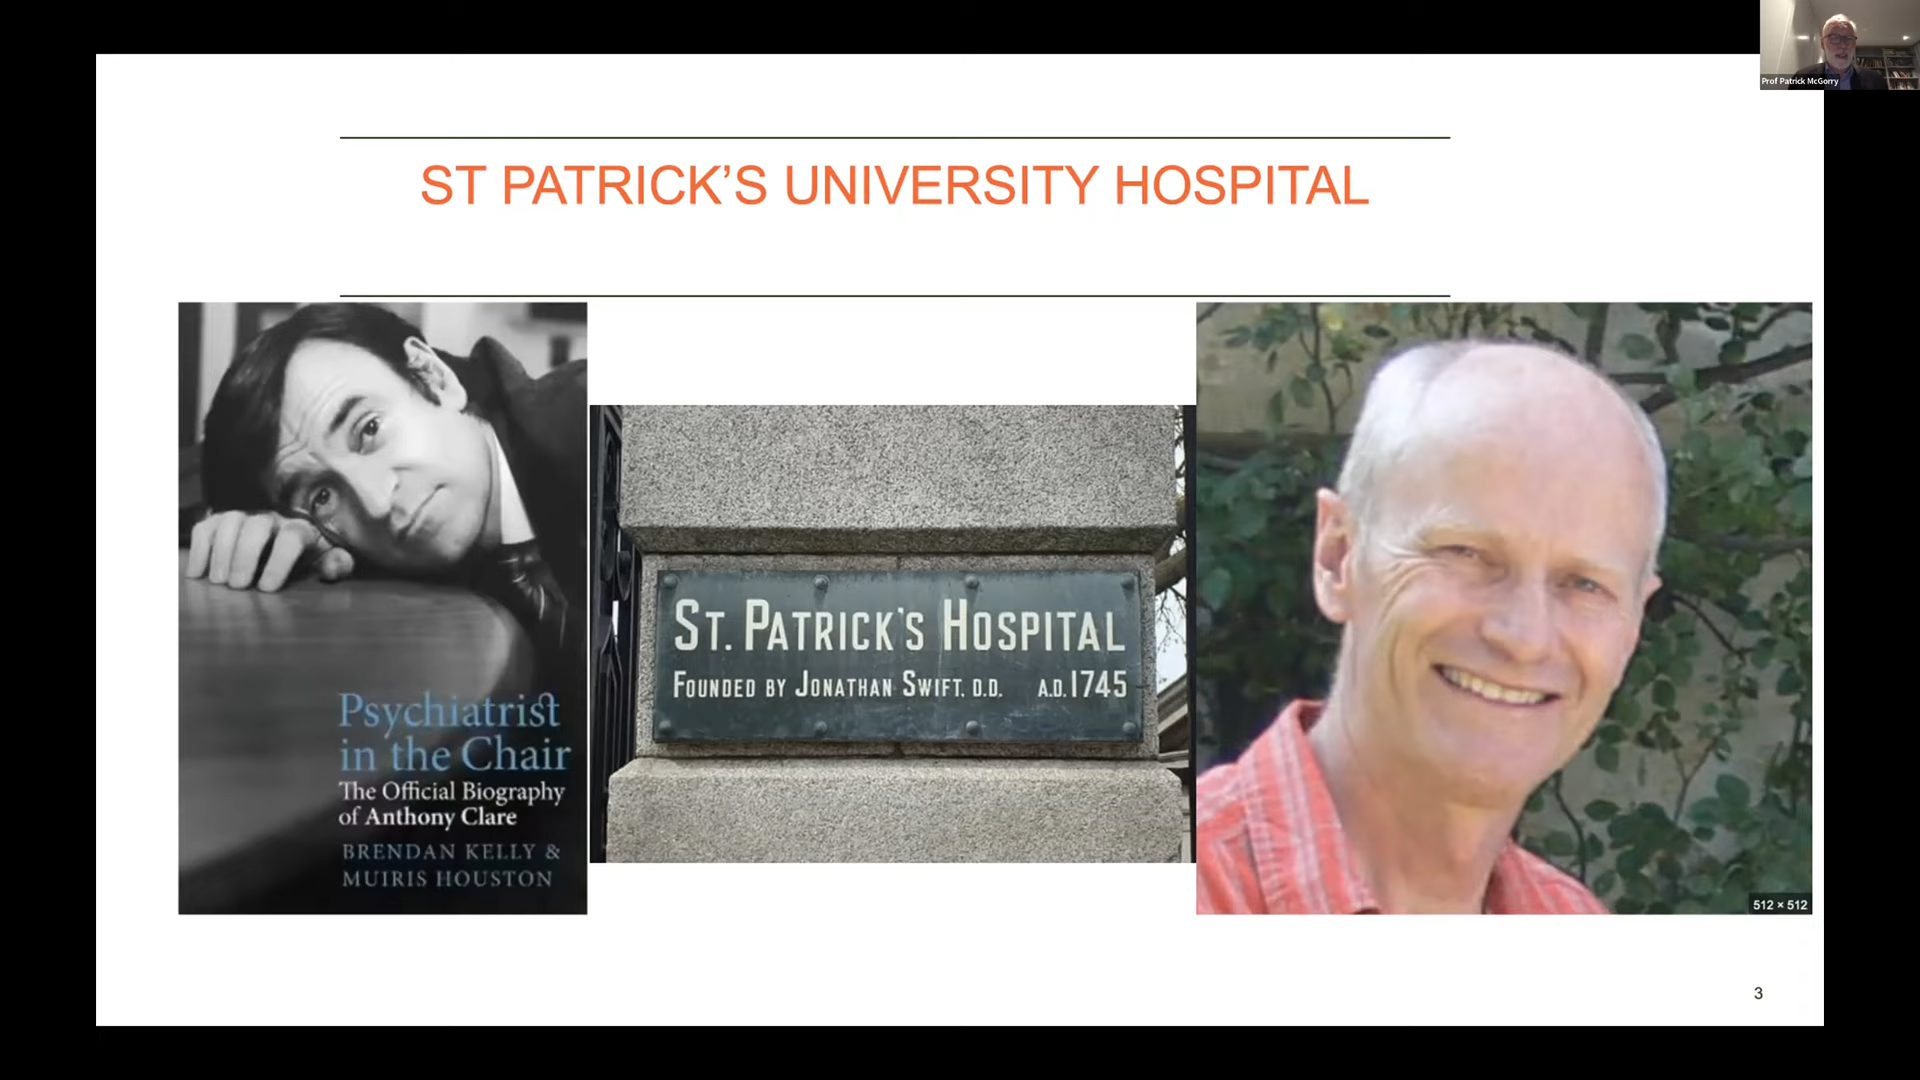 Prof Patrick McGorry
ST PATRICK’S UNIVERSITY HOSPITAL
Psychiatrist
in the Chair
The Official Biography
of Anthony Clare
BRENDAN KELLY &
MUIRIS HOUSTON
ST. PATRICK'S HOSPITAL
FOUNDED BY JONATHAN SWIFT. D.D. A.D. 1745
512 × 512
3